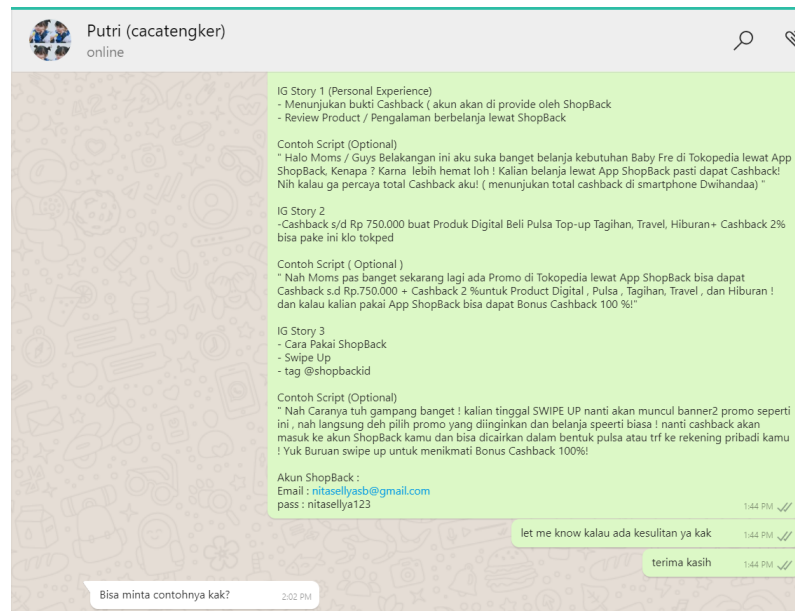 Putri (cacatengker)
online
IG Story 1 (Personal Experience)
- Menunjukan bukti Cashback ( akun akan di provide oleh ShopBack
- Review Product / Pengalaman berbelanja lewat ShopBack
Contoh Script (Optional)
" Halo Moms / Guys Belakangan ini aku suka banget belanja kebutuhan Baby Fre di Tokopedia lewat App
ShopBack, Kenapa ? Karna  lebih hemat loh ! Kalian belanja lewat App ShopBack pasti dapat Cashback!
Nih kalau ga percaya total Cashback aku! ( menunjukan total cashback di smartphone Dwihandaa) "
IG Story 2
-Cashback s/d Rp 750.000 buat Produk Digital Beli Pulsa Top-up Tagihan, Travel, Hiburan+ Cashback 2%
bisa pake ini klo tokped
Contoh Script ( Optional )
" Nah Moms pas banget sekarang lagi ada Promo di Tokopedia lewat App ShopBack bisa dapat
Cashback s.d Rp.750.000 + Cashback 2 %untuk Product Digital , Pulsa , Tagihan, Travel , dan Hiburan !
dan kalau kalian pakai App ShopBack bisa dapat Bonus Cashback 100 %!"
IG Story 3
- Cara Pakai ShopBack
- Swipe Up
- tag @shopbackid
Contoh Script (Optional)
" Nah Caranya tuh gampang banget ! kalian tinggal SWIPE UP nanti akan muncul banner2 promo seperti
ini , nah langsung deh pilih promo yang diinginkan dan belanja speerti biasa ! nanti cashback akan
masuk ke akun ShopBack kamu dan bisa dicairkan dalam bentuk pulsa atau trf ke rekening pribadi kamu
! Yuk Buruan swipe up untuk menikmati Bonus Cashback 100%!
Akun ShopBack :
Email : nitasellyasb@gmail.com
pass : nitasellya123
1:44 PM
let me know kalau ada kesulitan ya kak 1:44 PM
terima kasih 1:44 PM
Bisa minta contohnya kak? 2:02 PM